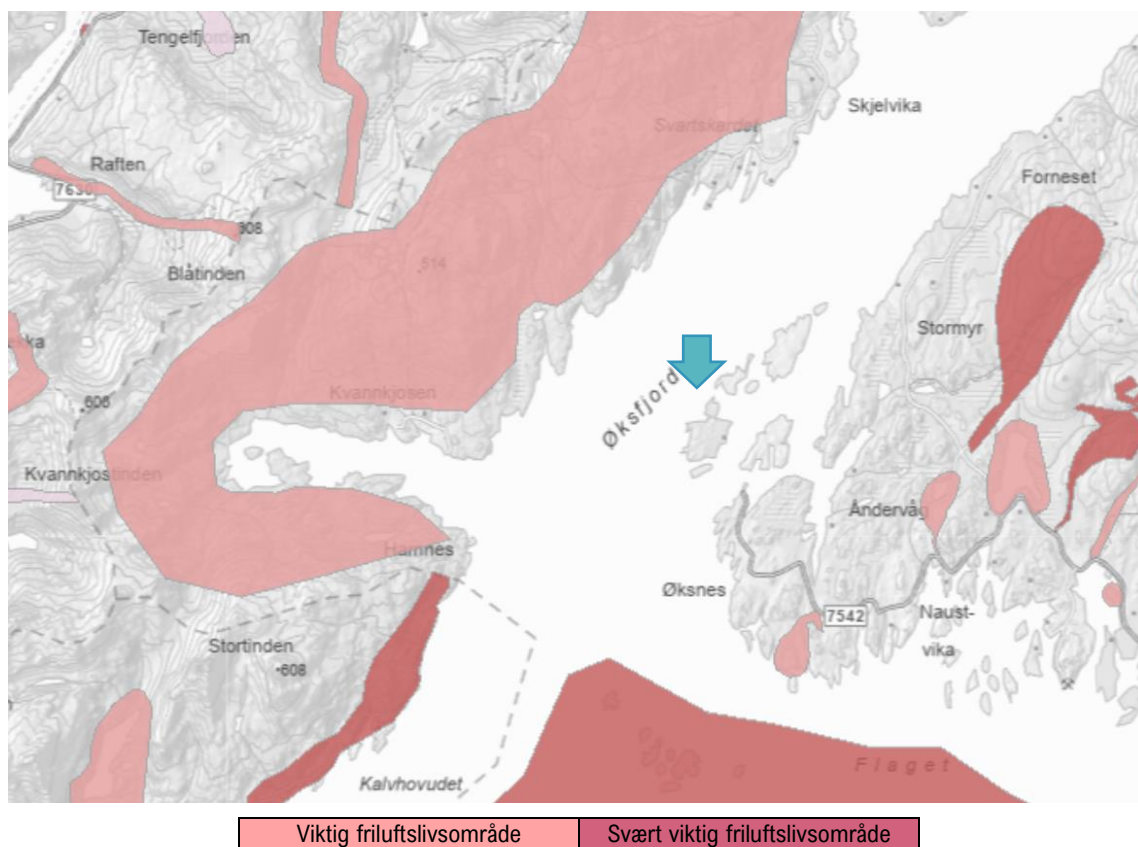 Tengelfjorden
Skjelvika
Svartskardet
Raften
Forneset
7630
608
Blåtinden
514
Stormyr
Øksfjord
Kvannkjosen
606
Kvannkjostinden
Åndervåg
Hamnes
Øksnes
7542
Naust-
vika
Stortinden
608
Flaget
Kalvhovudet
Viktig friluftslivsområde
Svært viktig friluftslivsområde